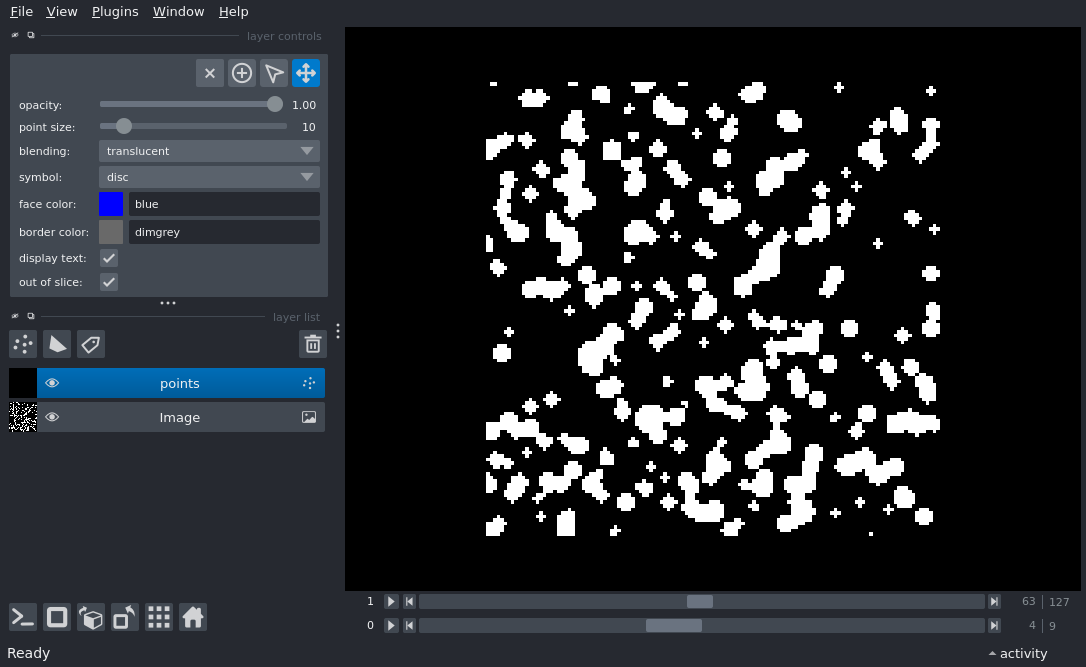 File View Plugins Window Help
layer controls
opacity: 1.00
point size: 10
blending: translucent
symbol: disc
face color: blue
border color: dimgrey
display text:
out of slice:
layer list
points
Image
1 63 127
0 4 9
Ready activity